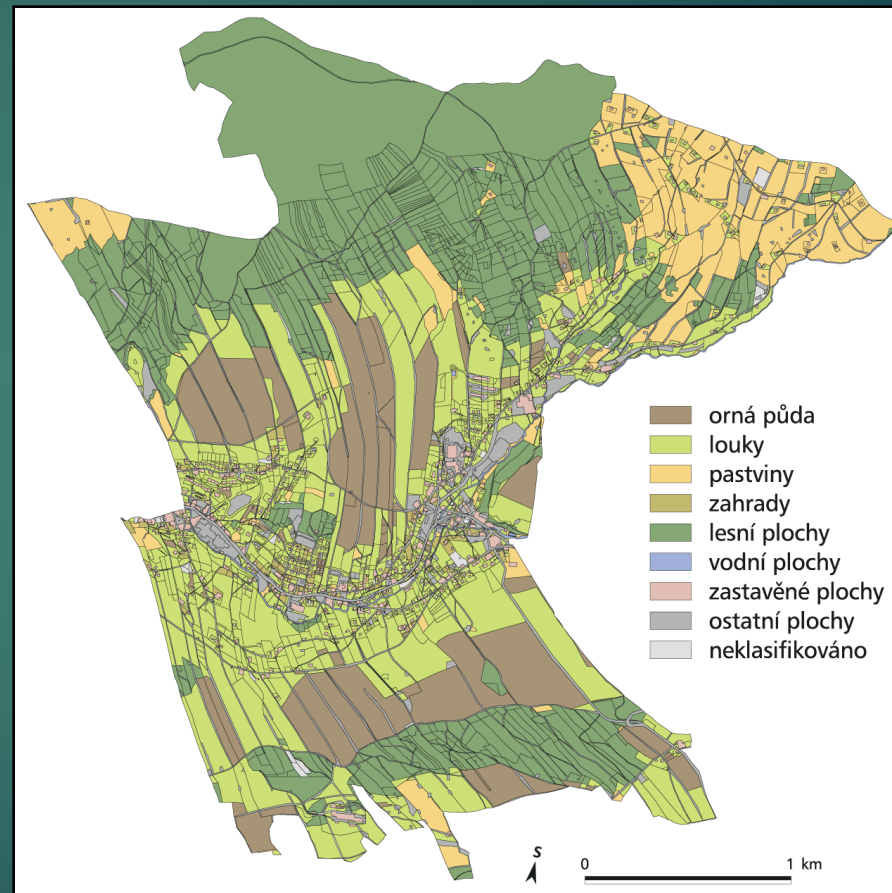 orná půda
louky
pastviny
zahrady
lesní plochy
vodní plochy
zastavěné plochy
ostatní plochy
neklasifikováno
S
0 1 km